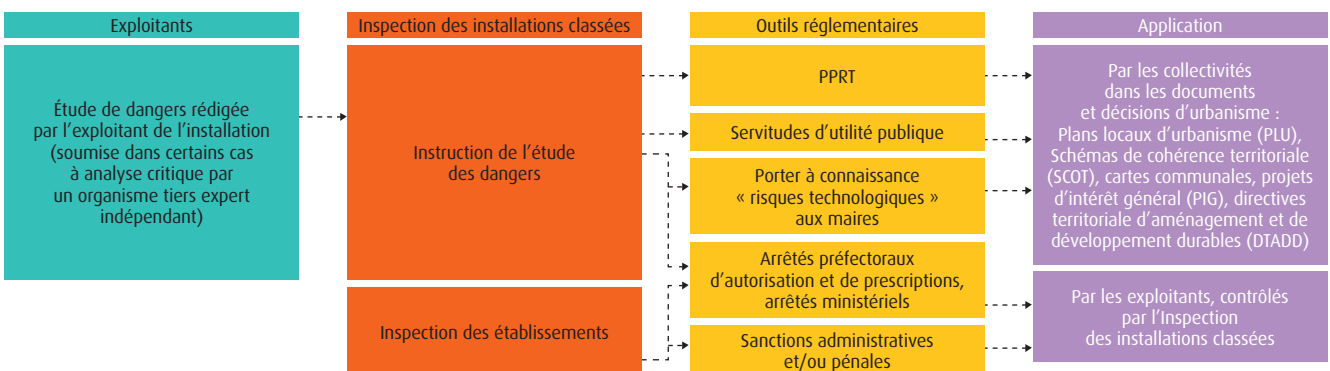 Exploitants
Étude de dangers rédigée
par l’exploitant de l’installation
(soumise dans certains cas
à analyse critique par
un organisme tiers expert
indépendant)
Inspection des installations classées
Instruction de l’étude
des dangers
Inspection des établissements
Outils réglementaires
PPRT
Servitudes d’utilité publique
Porter à connaissance
« risques technologiques »
aux maires
Arrêtés préfectoraux
d’autorisation et de prescriptions,
arrêtés ministériels
Sanctions administratives
et/ou pénales
Application
Par les collectivités
dans les documents
et décisions d’urbanisme :
Plans locaux d’urbanisme (PLU),
Schémas de cohérence territoriale
(SCOT), cartes communales, projets
d’intérêt général (PIG), directives
territoriale d’aménagement et de
développement durables (DTADD)
Par les exploitants, contrôlés
par l’Inspection
des installations classées